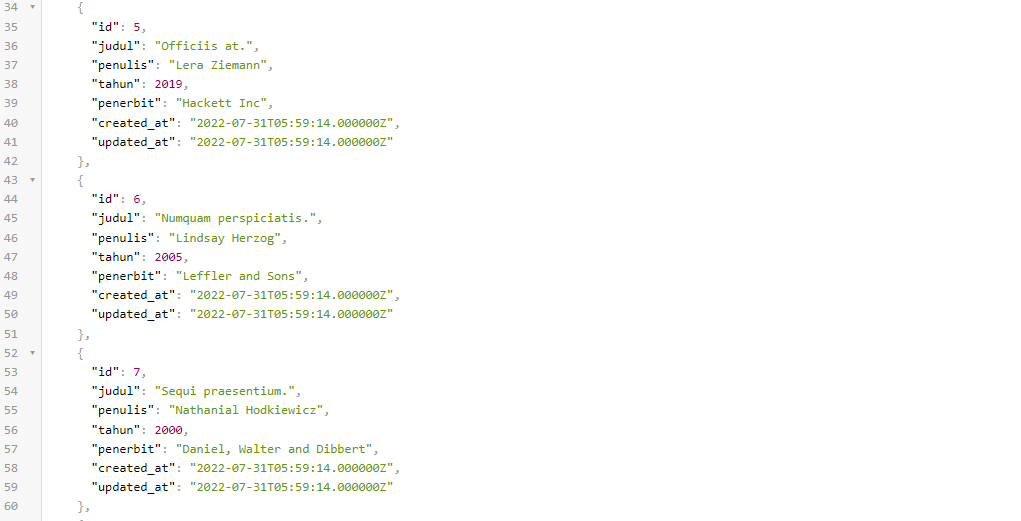 34 {
35 "id": 5,
36 "judul": "Officiis at.",
37 "penulis": "Lera Ziemann",
38 "tahun": 2019,
39 "penerbit": "Hackett Inc",
40 "created_at": "2022-07-31T05:59:14.000000Z",
41 "updated_at": "2022-07-31T05:59:14.000000Z"
42 },
43 {
44 "id": 6,
45 "judul": "Numquam perspiciatis.",
46 "penulis": "Lindsay Herzog",
47 "tahun": 2005,
48 "penerbit": "Leffler and Sons",
49 "created_at": "2022-07-31T05:59:14.000000Z",
50 "updated_at": "2022-07-31T05:59:14.000000Z"
51 },
52 {
53 "id": 7,
54 "judul": "Sequi praesentium.",
55 "penulis": "Nathanial Hodkiewicz",
56 "tahun": 2000,
57 "penerbit": "Daniel, Walter and Dibbert",
58 "created_at": "2022-07-31T05:59:14.000000Z",
59 "updated_at": "2022-07-31T05:59:14.000000Z"
60 },